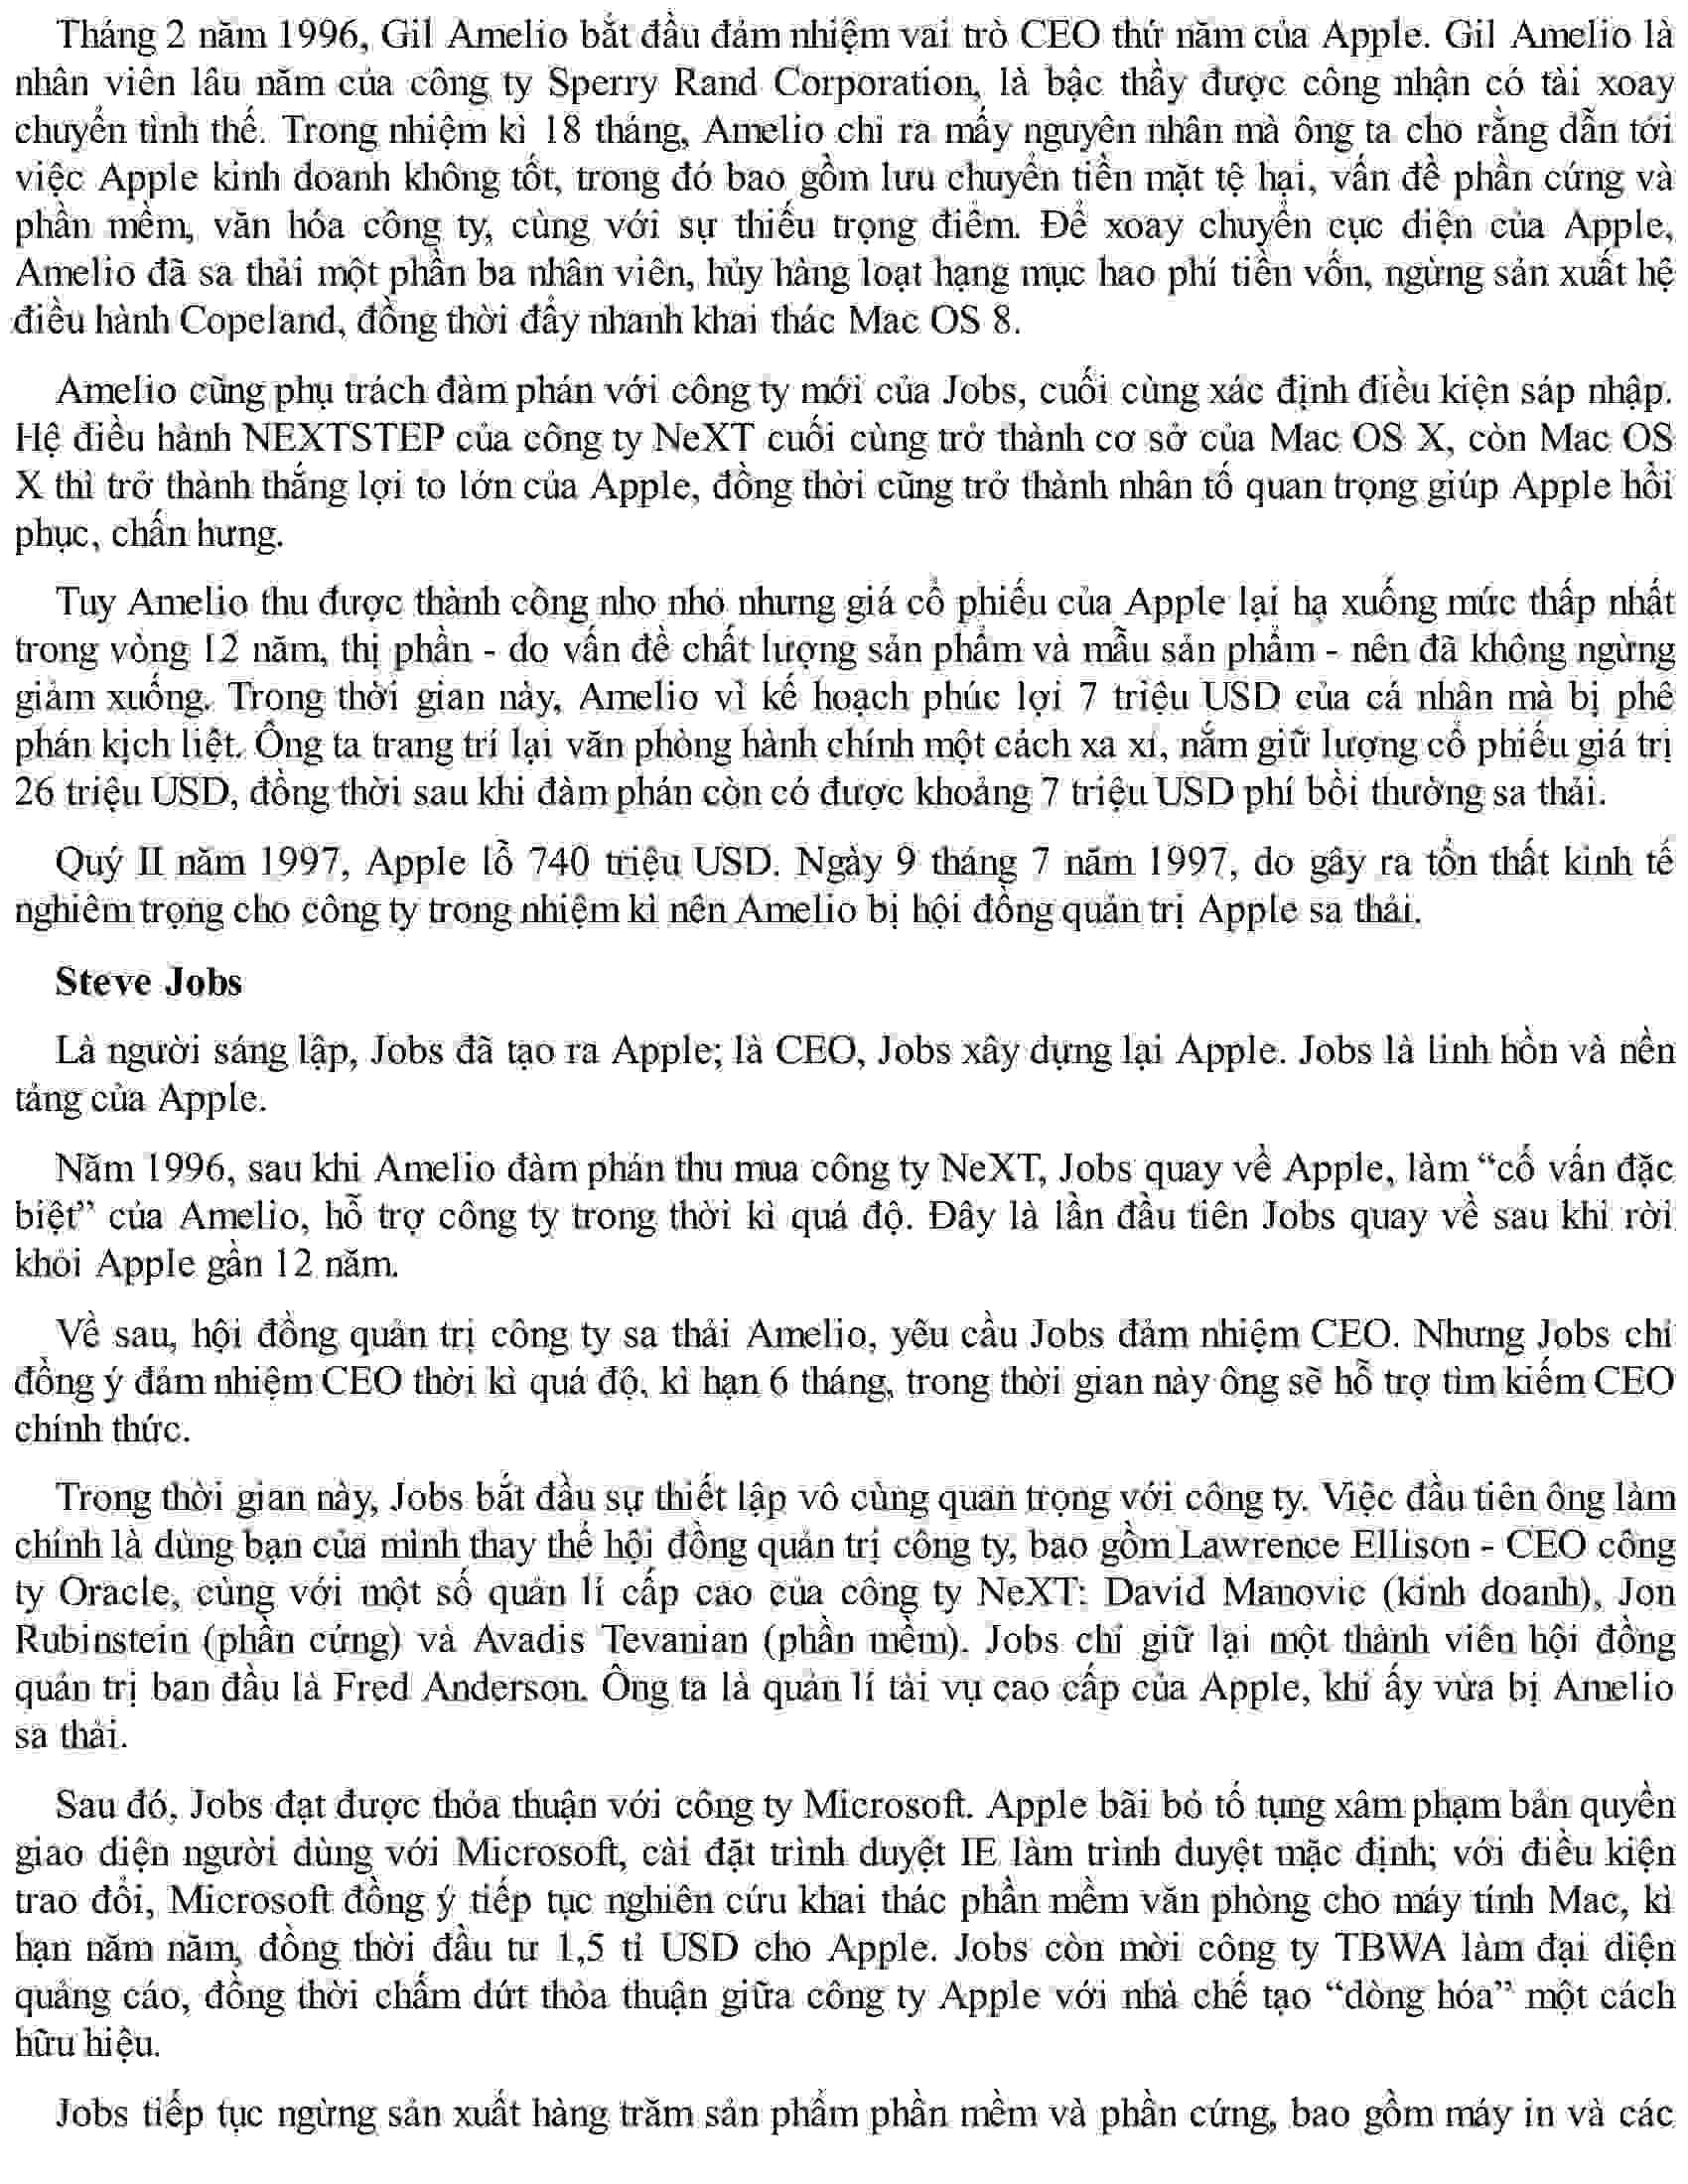 Tháng 2 năm 1996, Gil Amelio bắt đầu đảm nhiệm vai trò CEO thứ năm của Apple. Gil Amelio là
nhân viên lâu năm của công ty Sperry Rand Corporation, là bậc thầy được công nhận có tài xoay
chuyển tình thế. Trong nhiệm kì 18 tháng, Amelio chỉ ra mấy nguyên nhân mà ông ta cho rằng dẫn tới
việc Apple kinh doanh không tốt, trong đó bao gồm lưu chuyển tiền mặt tệ hại, vấn đề phần cứng và
phần mềm, văn hóa công ty, cùng với sự thiếu trọng điểm. Để xoay chuyển cục diện của Apple,
Amelio đã sa thải một phần ba nhân viên, hủy hàng loạt hạng mục hao phí tiền vốn, ngừng sản xuất hệ
điều hành Copeland, đồng thời đẩy nhanh khai thác Mac OS 8.
Amelio cũng phụ trách đàm phán với công ty mới của Jobs, cuối cùng xác định điều kiện sáp nhập.
Hệ điều hành NEXTSTEP của công ty NeXT cuối cùng trở thành cơ sở của Mac OS X, còn Mac OS
X thì trở thành thắng lợi to lớn của Apple, đồng thời cũng trở thành nhân tố quan trọng giúp Apple hồi
phục, chấn hưng.
Tuy Amelio thu được thành công nho nhỏ nhưng giá cổ phiếu của Apple lại hạ xuống mức thấp nhất
trong vòng 12 năm, thị phần - do vấn đề chất lượng sản phẩm và mẫu sản phẩm - nên đã không ngừng
giảm xuống. Trong thời gian này, Amelio vì kế hoạch phúc lợi 7 triệu USD của cá nhân mà bị phê
phán kịch liệt. Ông ta trang trí lại văn phòng hành chính một cách xa xỉ, nắm giữ lượng cổ phiếu giá trị
26 triệu USD, đồng thời sau khi đàm phán còn có được khoảng 7 triệu USD phí bồi thường sa thải.
Quý II năm 1997, Apple lỗ 740 triệu USD. Ngày 9 tháng 7 năm 1997, do gây ra tổn thất kinh tế
nghiêm trọng cho công ty trong nhiệm kì nên Amelio bị hội đồng quản trị Apple sa thải.
Steve Jobs
Là người sáng lập, Jobs đã tạo ra Apple; là CEO, Jobs xây dựng lại Apple. Jobs là linh hồn và nền
tảng của Apple.
Năm 1996, sau khi Amelio đàm phán thu mua công ty NeXT, Jobs quay về Apple, làm “cố vấn đặc
biệt” của Amelio, hỗ trợ công ty trong thời kì quá độ. Đây là lần đầu tiên Jobs quay về sau khi rời
khỏi Apple gần 12 năm.
Về sau, hội đồng quản trị công ty sa thải Amelio, yêu cầu Jobs đảm nhiệm CEO. Nhưng Jobs chỉ
đồng ý đảm nhiệm CEO thời kì quá độ, kì hạn 6 tháng, trong thời gian này ông sẽ hỗ trợ tìm kiếm CEO
chính thức.
Trong thời gian này, Jobs bắt đầu sự thiết lập vô cùng quan trọng với công ty. Việc đầu tiên ông làm
chính là dùng bạn của mình thay thế hội đồng quản trị công ty, bao gồm Lawrence Ellison - CEO công
ty Oracle, cùng với một số quản lí cấp cao của công ty NeXT: David Manovic (kinh doanh), Jon
Rubinstein (phần cứng) và Avadis Tevanian (phần mềm). Jobs chỉ giữ lại một thành viên hội đồng
quản trị ban đầu là Fred Anderson. Ông ta là quản lí tài vụ cao cấp của Apple, khi ấy vừa bị Amelio
sa thải.
Sau đó, Jobs đạt được thỏa thuận với công ty Microsoft. Apple bãi bỏ tố tụng xâm phạm bản quyền
giao diện người dùng với Microsoft, cài đặt trình duyệt IE làm trình duyệt mặc định; với điều kiện
trao đổi, Microsoft đồng ý tiếp tục nghiên cứu khai thác phần mềm văn phòng cho máy tính Mac, kì
hạn năm năm, đồng thời đầu tư 1,5 tỉ USD cho Apple. Jobs còn mời công ty TBWA làm đại diện
quảng cáo, đồng thời chấm dứt thỏa thuận giữa công ty Apple với nhà chế tạo “dòng hóa” một cách
hữu hiệu.
Jobs tiếp tục ngừng sản xuất hàng trăm sản phẩm phần mềm và phần cứng, bao gồm máy in và các